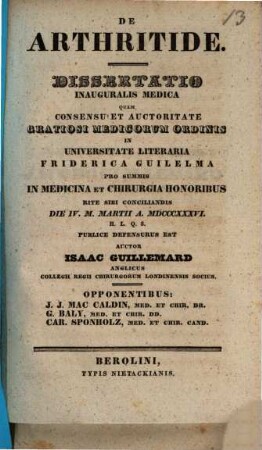 13
DE
ARTHRITIDE.
DISSERTATIO
INAUGURALIS MEDICA
QUAM
CONSENSU ET AUCTORITATE
GRATIOSI MEDICORUM ORDINIS
IN
UNIVERSITATE LITERARIA
FRIDERICA GUILELMA
PRO SUMMIS
IN MEDICINA ET CHIRURGIA HONORIBUS
RITE SIBI CONCILIANDIS
DIE IV. M. MARTII A. MDCCCXXXVI.
H. L. Q. S.
PUBLICE DEFENSURUS EST
AUCTOR
ISAAC GUILLEMARD
ANGLICUS
COLLEGII REGII CHIRURGORUM LONDINENSIS SOCIUS.
OPPONENTIBUS:
J. J. MAC CALDIN, MED. ET CHIR. DR.
G. BALY, MED. ET CHIR. DD.
CAR. SPONHOLZ, MED. ET CHIR. CAND.
BEROLINI,
TYPIS NIETACKIANIS.